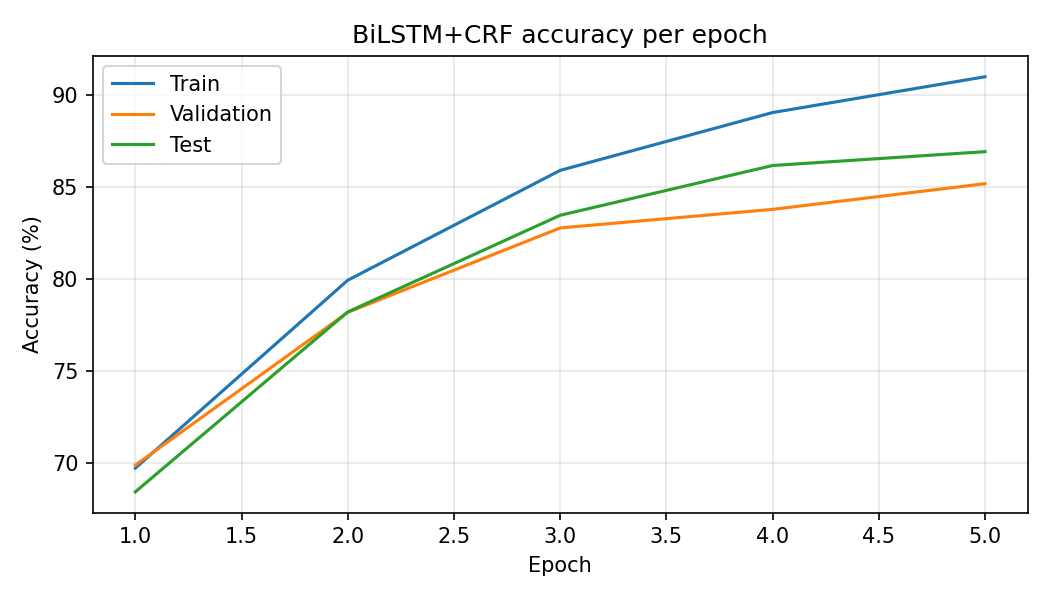 BiLSTM+CRF accuracy per epoch
Train
Validation
Test
Accuracy (%)
90
85
80
75
70
1.0 1.5 2.0 2.5 3.0 3.5 4.0 4.5 5.0
Epoch